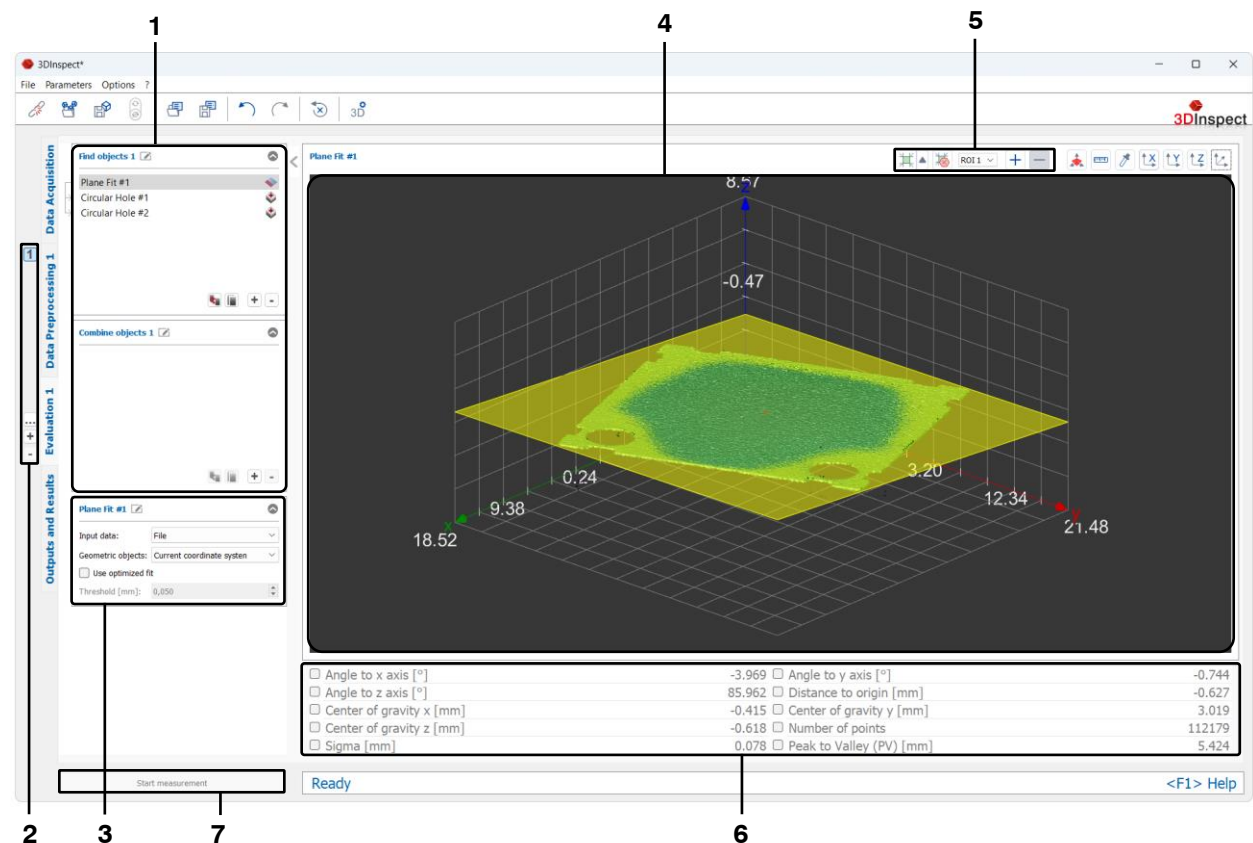 1
4
5
3DInspect*
File Parameters Options ?
3D
3DInspect
Data Acquisition
Data Preprocessing 1
Evaluation 1
Outputs and Results
1
...
+
-
Find objects 1
Plane Fit #1
Circular Hole #1
Circular Hole #2
+ -
Combine objects 1
+ -
Plane Fit #1
Input data: File
Geometric objects: Current coordinate systen
Use optimized fit
Threshold [mm]: 0,050
Start measurement
Plane Fit #1
ROI 1 + −
X Y Z
8.57
Z
-0.47
0.24
9.38
X
18.52
3.20
12.34
Y
21.48
Angle to x axis [°] -3.969 Angle to y axis [°] -0.744
Angle to z axis [°] 85.962 Distance to origin [mm] -0.627
Center of gravity x [mm] -0.415 Center of gravity y [mm] 3.019
Center of gravity z [mm] -0.618 Number of points 112179
Sigma [mm] 0.078 Peak to Valley (PV) [mm] 5.424
Ready <F1> Help
2
3
7
6